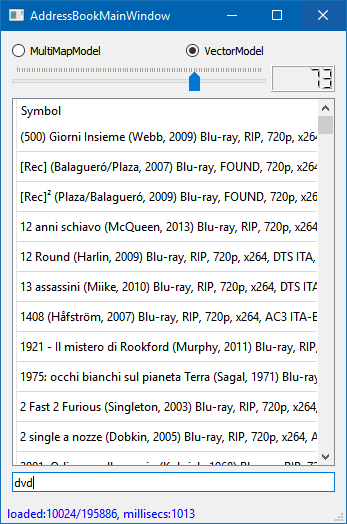 AddressBookMainWindow
MultiMapModel VectorModel
73
Symbol
(500) Giorni Insieme (Webb, 2009) Blu-ray, RIP, 720p, x264
[Rec] (Balagueró/Plaza, 2007) Blu-ray, FOUND, 720p, x
[Rec]² (Plaza/Balagueró, 2009) Blu-ray, FOUND, 720p,
12 anni schiavo (McQueen, 2013) Blu-ray, RIP, 720p, x
12 Round (Harlin, 2009) Blu-ray, RIP, 720p, x264, DTS ITA,
13 assassini (Miike, 2010) Blu-ray, RIP, 720p, x264, DTS ITA
1408 (Håfström, 2007) Blu-ray, RIP, 720p, x264, AC3 ITA-E
1921 - Il mistero di Rookford (Murphy, 2011) Blu-ray, RIP,
1975: occhi bianchi sul pianeta Terra (Sagal, 1971) Blu-ray
2 Fast 2 Furious (Singleton, 2003) Blu-ray, RIP, 720p, x264
2 single a nozze (Dobkin, 2005) Blu-ray, RIP, 720p, x264, A
dvd
loaded:10024/195886, millisecs:1013